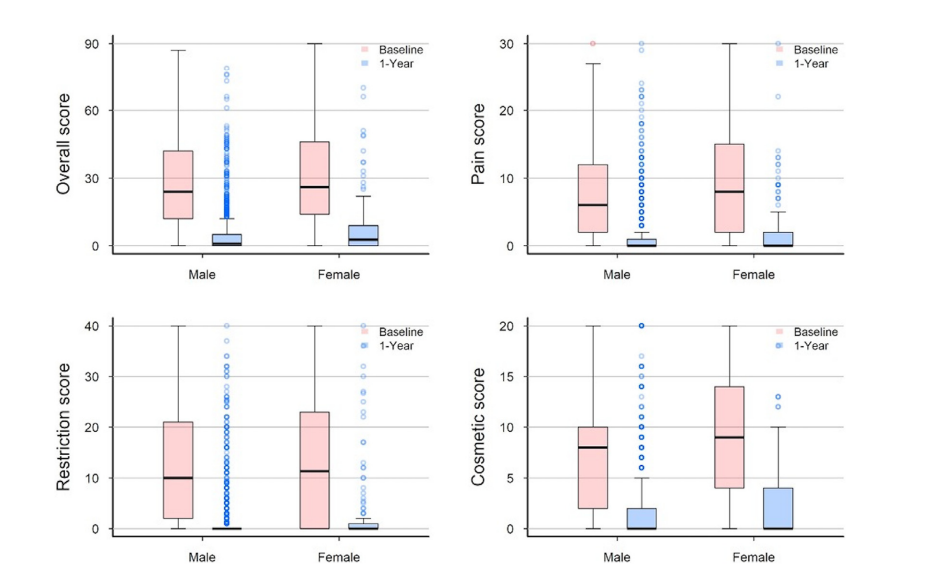 90
60
30
0
Overall score
Baseline
1-Year
Male Female
30
20
10
0
Pain score
Baseline
1-Year
Male Female
40
30
20
10
0
Restriction score
Baseline
1-Year
Male Female
20
15
10
5
0
Cosmetic score
Baseline
1-Year
Male Female